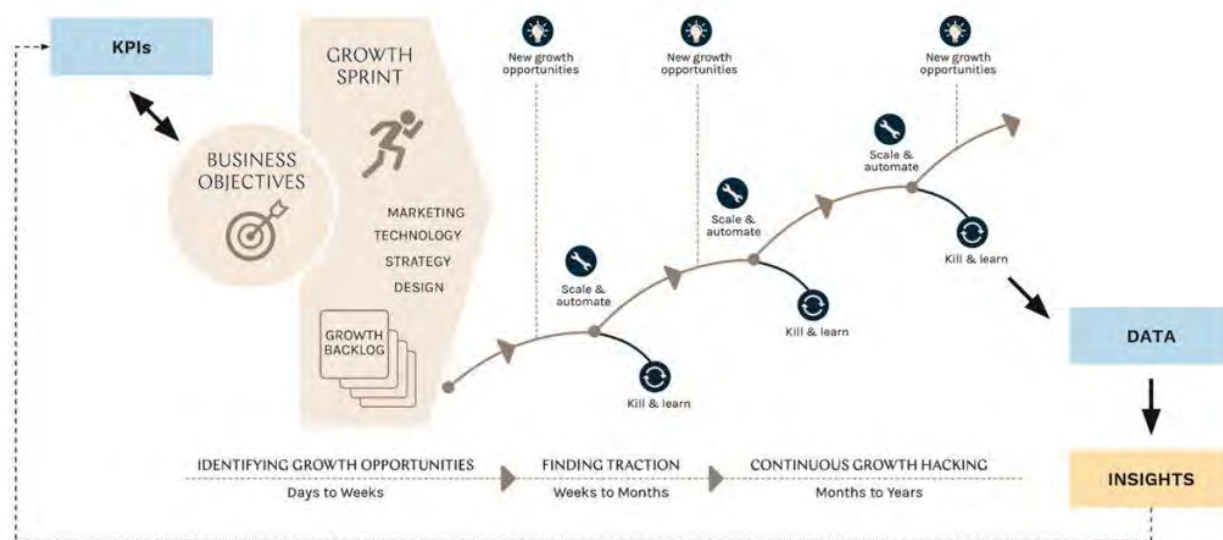 KPIs
BUSINESS
OBJECTIVES
GROWTH
SPRINT
MARKETING
TECHNOLOGY
STRATEGY
DESIGN
GROWTH
BACKLOG
New growth
opportunities
Scale &
automate
Kill & learn
New growth
opportunities
Scale &
automate
Kill & learn
New growth
opportunities
Scale &
automate
Kill & learn
DATA
INSIGHTS
IDENTIFYING GROWTH OPPORTUNITIES
Days to Weeks
FINDING TRACTION
Weeks to Months
CONTINUOUS GROWTH HACKING
Months to Years